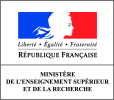 Liberté • Égalité • Fraternité
RÉPUBLIQUE FRANÇAISE
MINISTÈRE
DE L'ENSEIGNEMENT SUPÉRIEUR
ET DE LA RECHERCHE